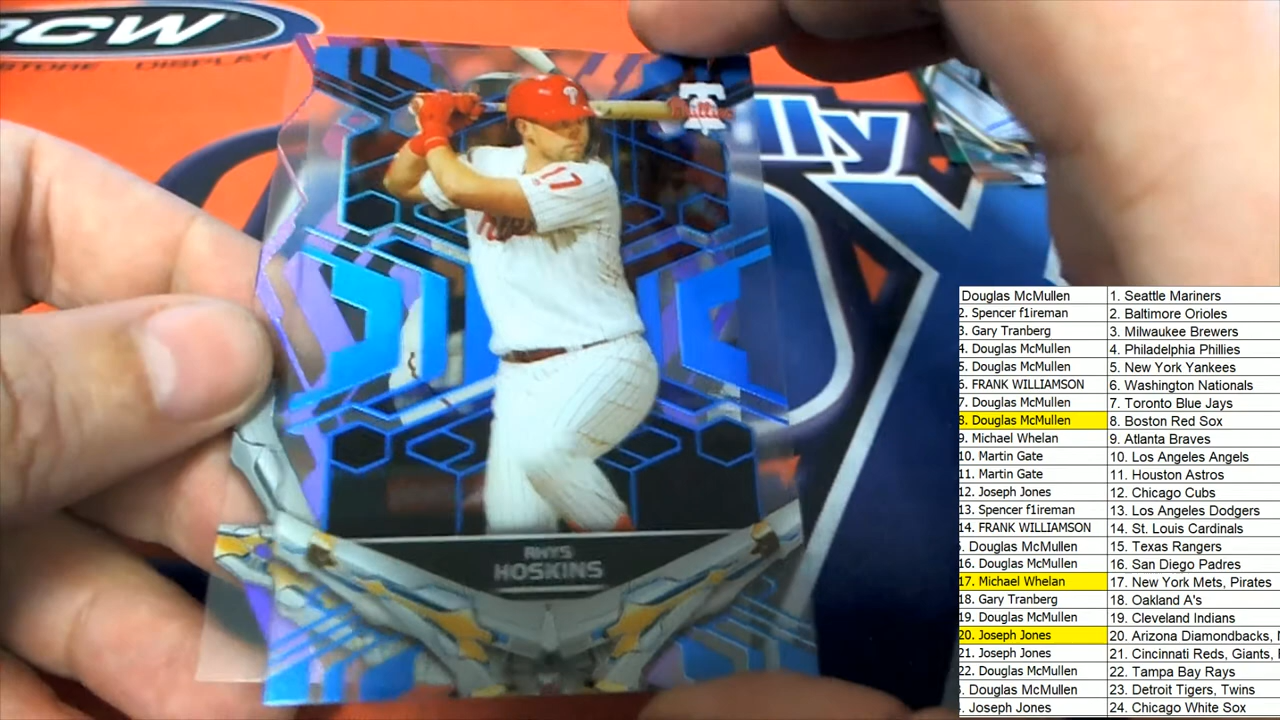 BCW
STORE DISPLAY
lly
Phillies
17
RHYS
HOSKINS
Douglas McMullen 1. Seattle Mariners
2. Spencer f1ireman 2. Baltimore Orioles
3. Gary Tranberg 3. Milwaukee Brewers
4. Douglas McMullen 4. Philadelphia Phillies
5. Douglas McMullen 5. New York Yankees
6. FRANK WILLIAMSON 6. Washington Nationals
7. Douglas McMullen 7. Toronto Blue Jays
8. Douglas McMullen 8. Boston Red Sox
9. Michael Whelan 9. Atlanta Braves
10. Martin Gate 10. Los Angeles Angels
11. Martin Gate 11. Houston Astros
12. Joseph Jones 12. Chicago Cubs
13. Spencer f1ireman 13. Los Angeles Dodgers
14. FRANK WILLIAMSON 14. St. Louis Cardinals
. Douglas McMullen 15. Texas Rangers
16. Douglas McMullen 16. San Diego Padres
17. Michael Whelan 17. New York Mets, Pirates
18. Gary Tranberg 18. Oakland A's
19. Douglas McMullen 19. Cleveland Indians
20. Joseph Jones 20. Arizona Diamondbacks,
21. Joseph Jones 21. Cincinnati Reds, Giants,
22. Douglas McMullen 22. Tampa Bay Rays
. Douglas McMullen 23. Detroit Tigers, Twins
. Joseph Jones 24. Chicago White Sox